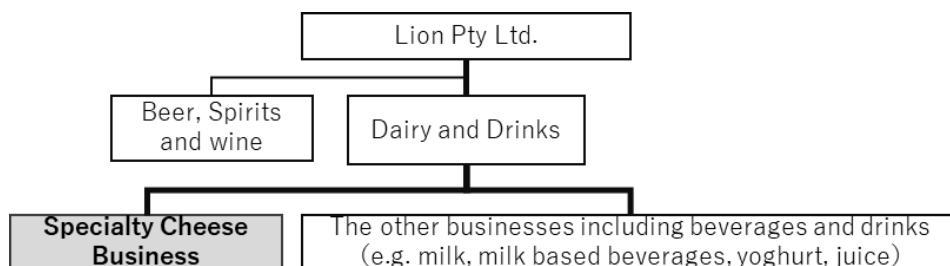 Lion Pty Ltd.
Beer, Spirits
and wine
Dairy and Drinks
Specialty Cheese
Business
The other businesses including beverages and drinks
(e.g. milk, milk based beverages, yoghurt, juice)